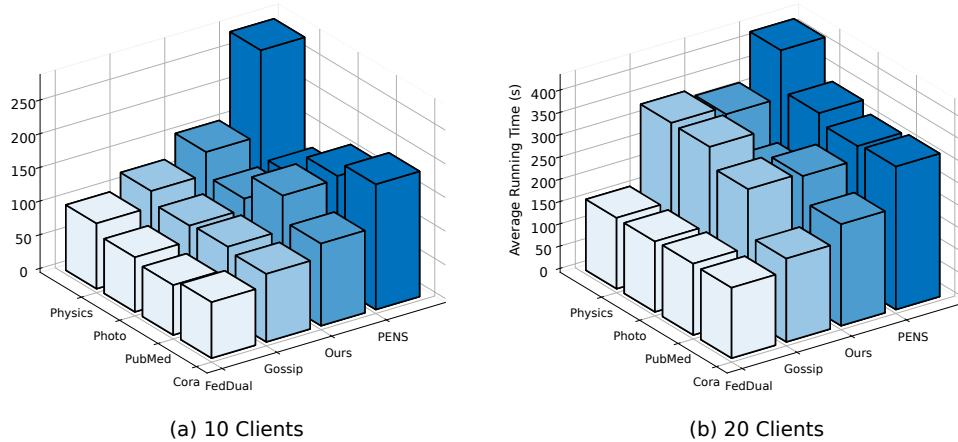 250
200
150
100
50
0
Physics
Photo
PubMed
Cora
FedDual
Gossip
Ours
PENS
(a) 10 Clients
Average Running Time (s)
400
350
300
250
200
150
100
50
0
Physics
Photo
PubMed
Cora
FedDual
Gossip
Ours
PENS
(b) 20 Clients